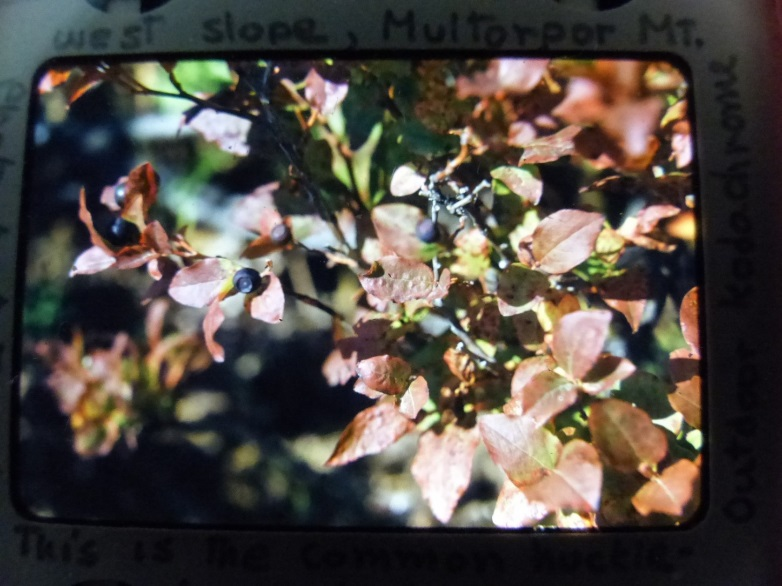 west slope, Multorpor Mt.
Outdoor Kodachrome
This is the common huckle-